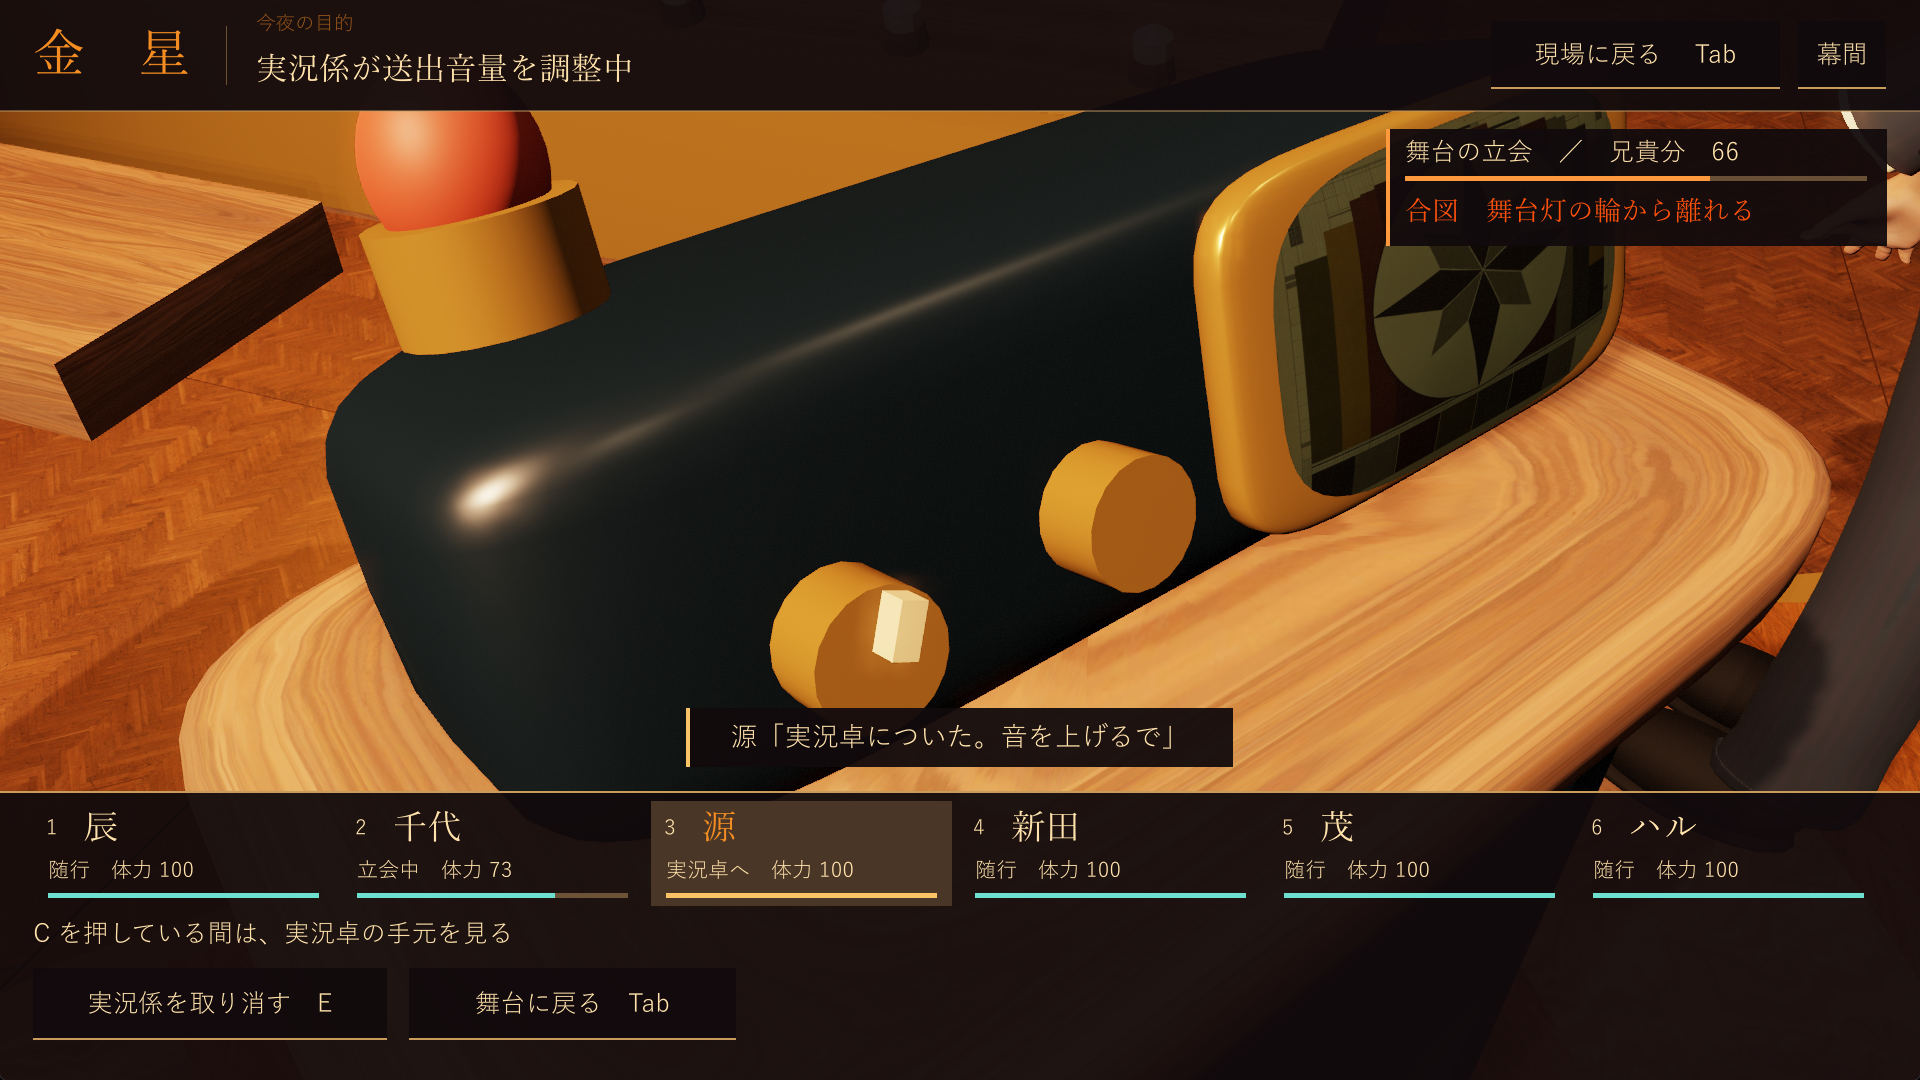 金星
今夜の目的
実況係が送出音量を調整中
現場に戻る Tab
幕間
舞台の立会 ／ 兄貴分 66
合図 舞台灯の輪から離れる
源「実況卓についた。音を上げるで」
1 辰
随行 体力 100
2 千代
立会中 体力 73
3 源
実況卓へ 体力 100
4 新田
随行 体力 100
5 茂
随行 体力 100
6 ハル
随行 体力 100
C を押している間は、実況卓の手元を見る
実況係を取り消す E
舞台に戻る Tab